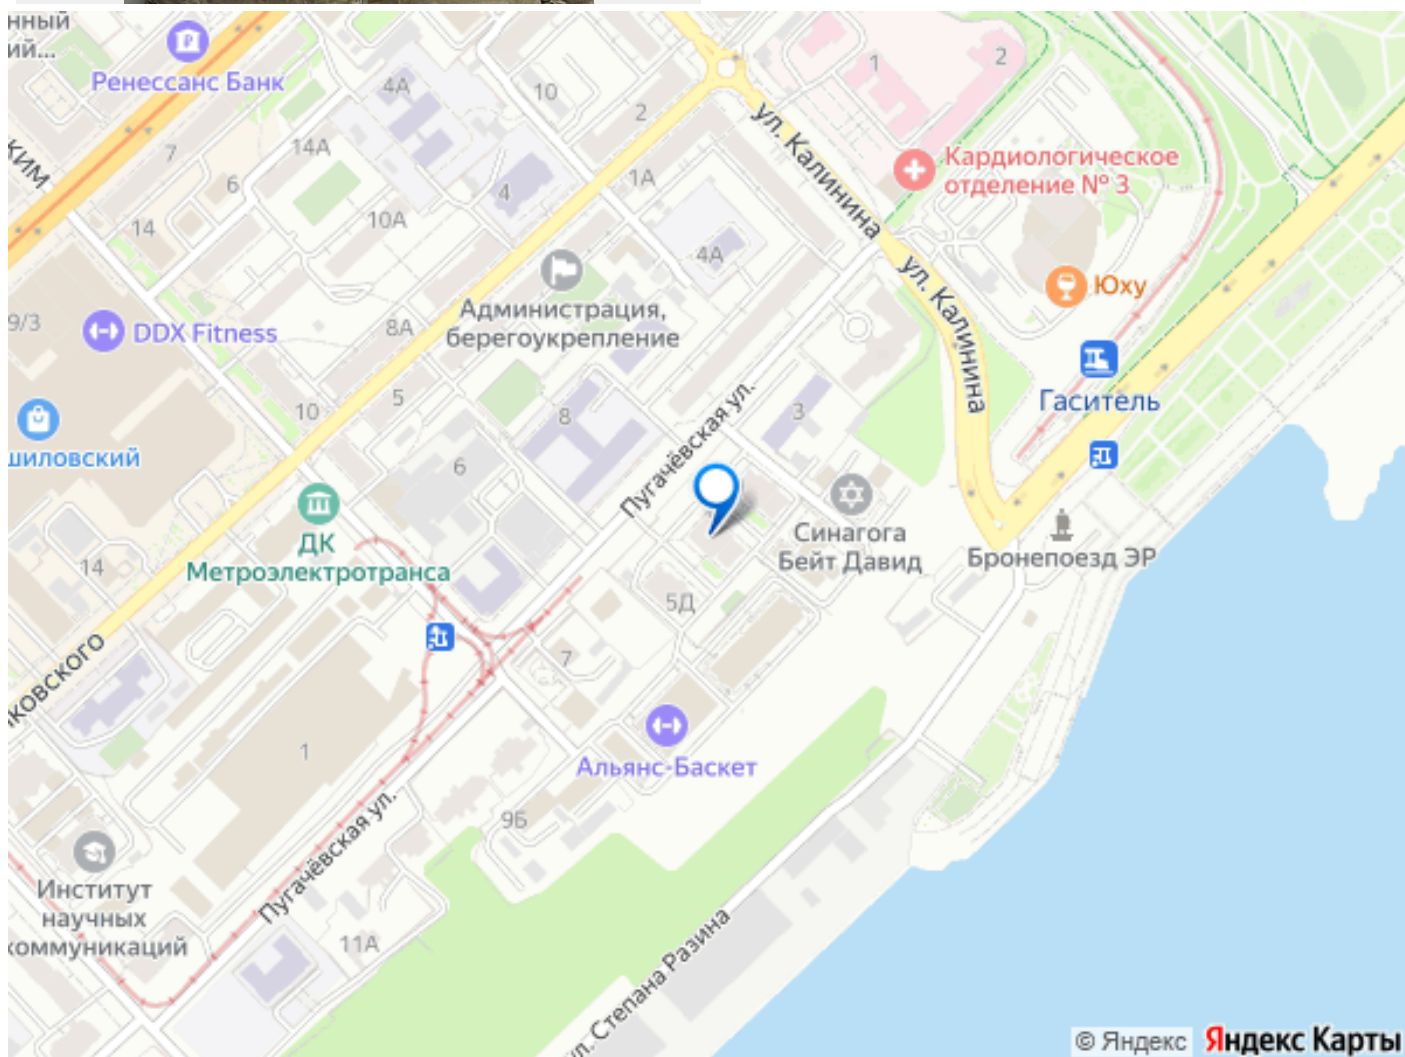 нный
ий...
Ренессанс Банк
4А
10
2
1
2
ул. Калинина
Кардиологическое
отделение № 3
14А
7
6
4
1А
КИМ
14
10А
4А
ул. Калинина
Юху
Администрация,
берегоукрепление
9/3
DDX Fitness
8А
Гаситель
10
5
8
3
Пугачёвская ул.
шиловский
6
ДК
Метроэлектротранса
Синагога
Бейт Давид
Бронепоезд ЭР
14
5Д
7
ковского
1
Альянс-Баскет
9Б
Пугачёвская ул.
Институт
научных
коммуникаций
11А
ул. Степана Разина
© Яндекс Яндекс Карты